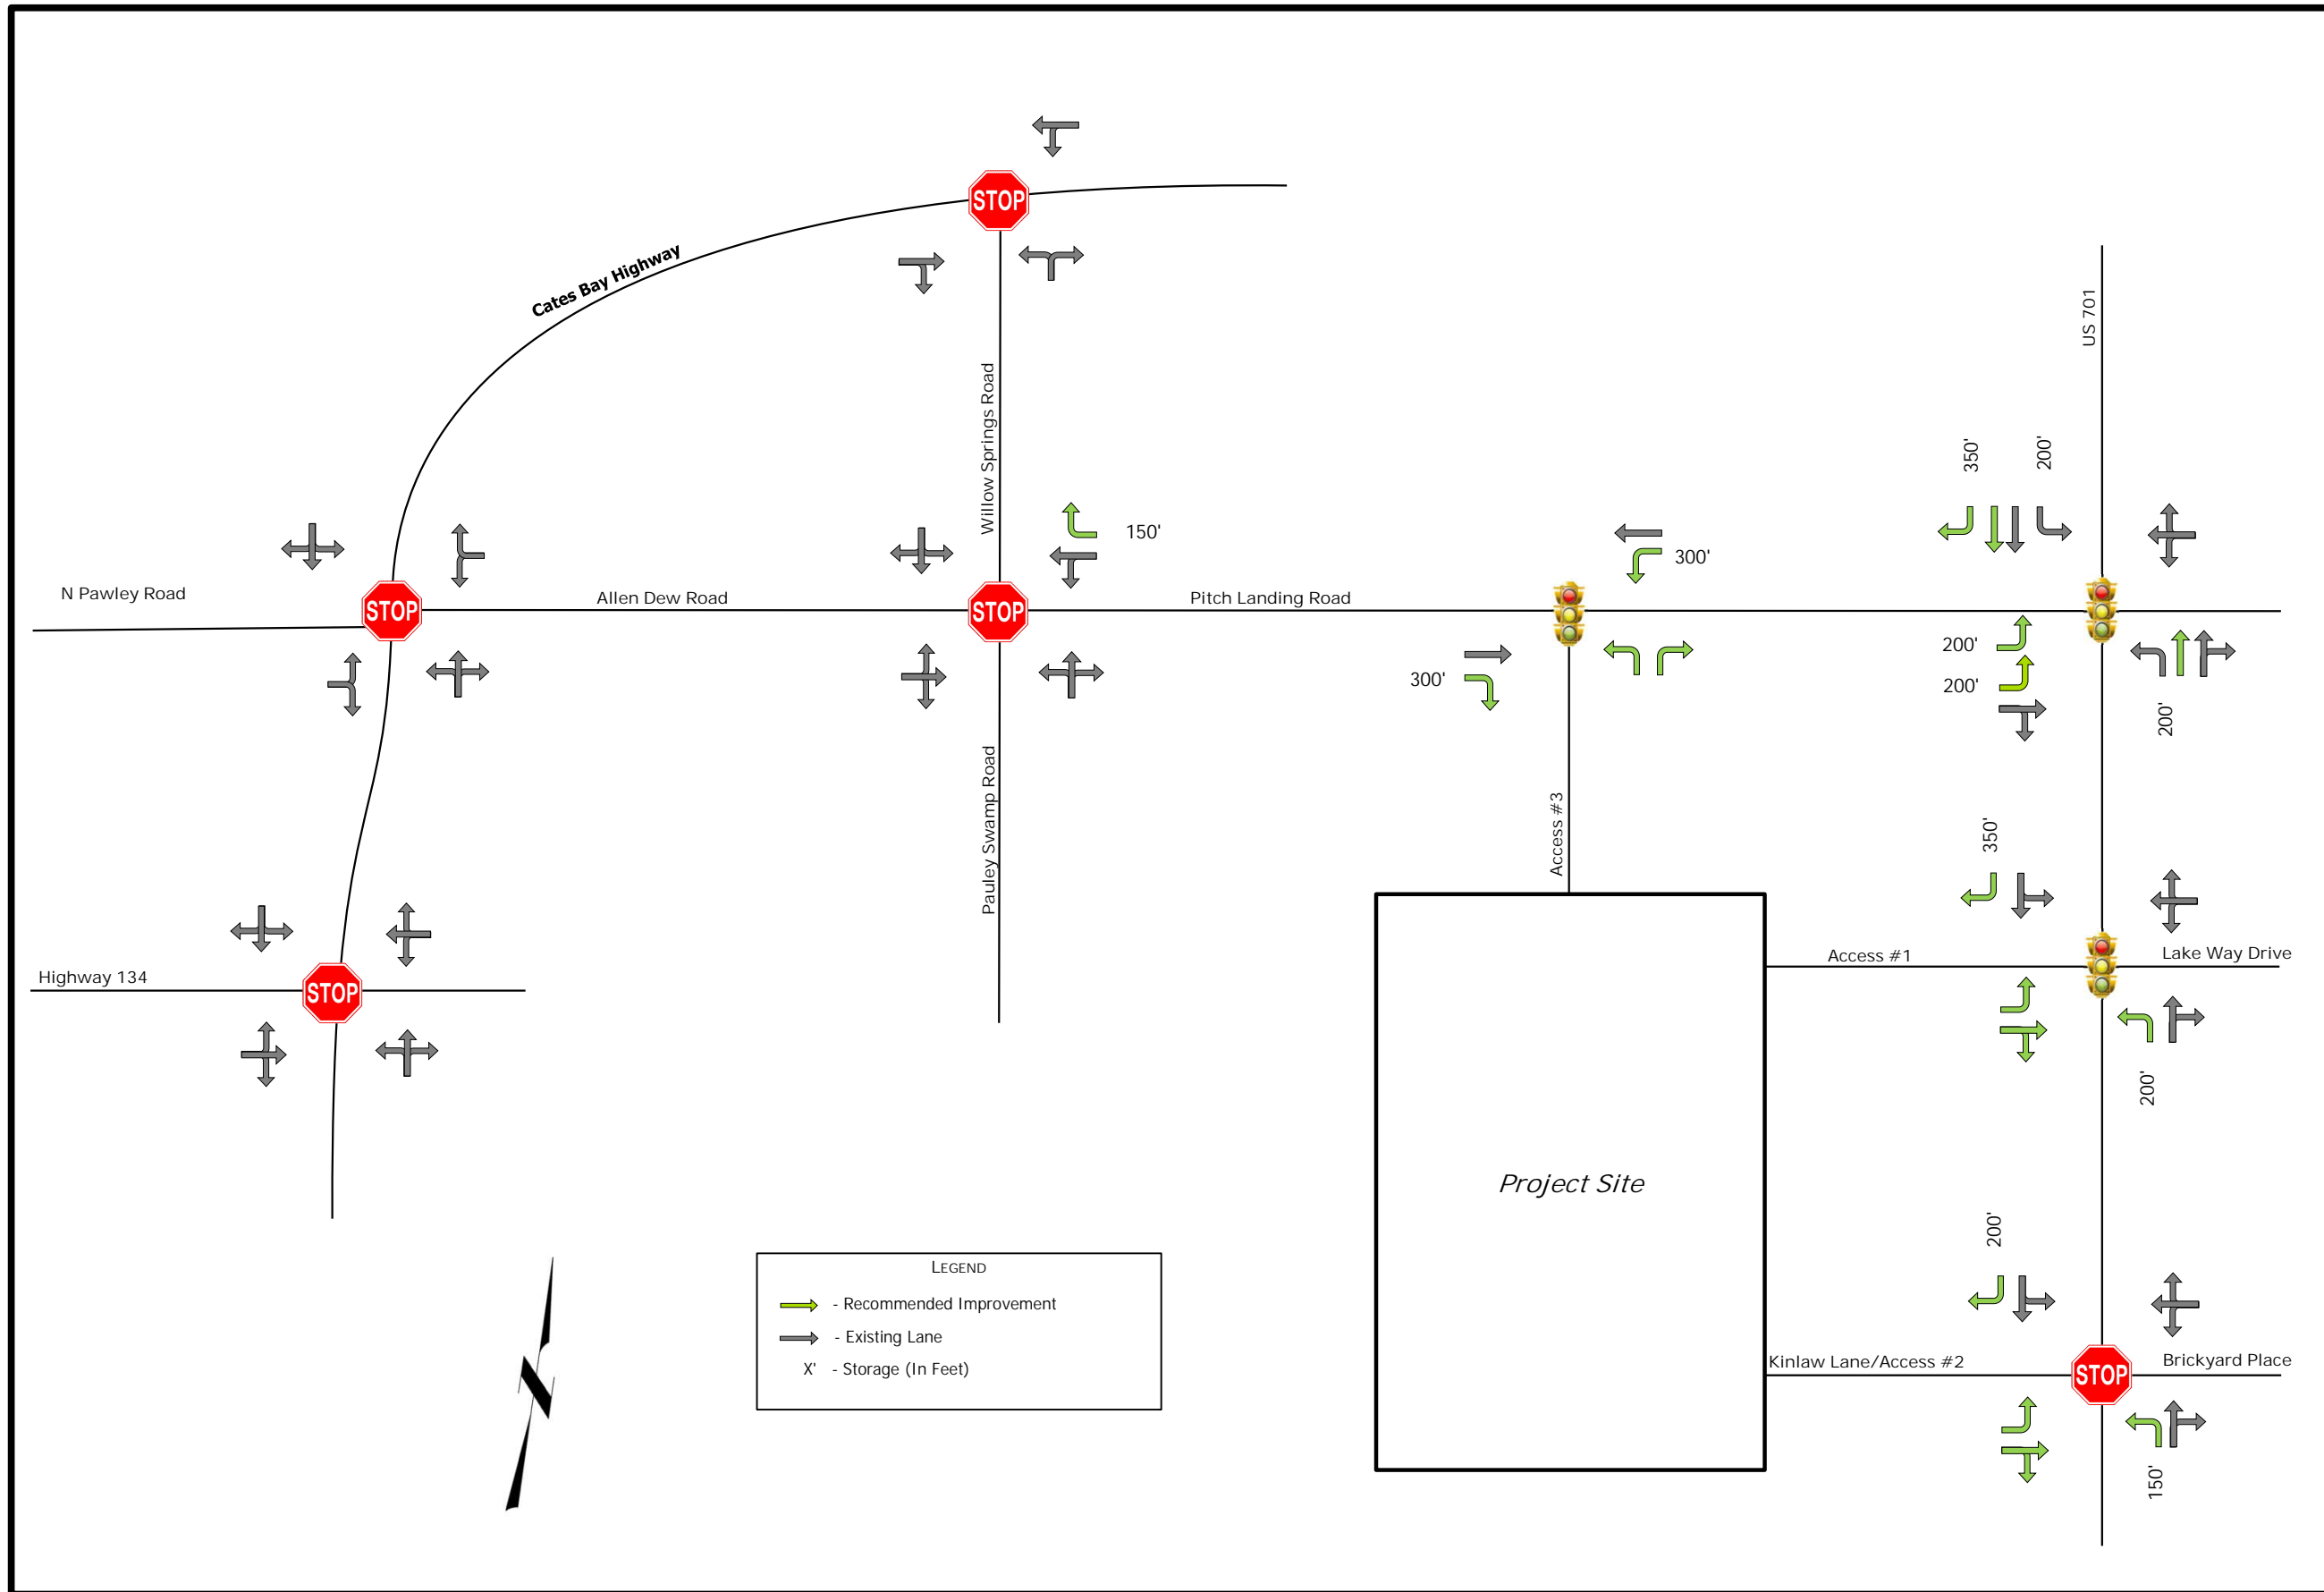 STOP
Cates Bay Highway
US 701
Willow Springs Road
350'
200'
150'
300'
N Pawley Road
STOP
Allen Dew Road
STOP
Pitch Landing Road
200'
300'
200'
200'
Pauley Swamp Road
Access #3
350'
Highway 134
STOP
Access #1
Lake Way Drive
200'
Project Site
200'
LEGEND
- Recommended Improvement
- Existing Lane
X' - Storage (In Feet)
Kinlaw Lane/Access #2
STOP
Brickyard Place
150'